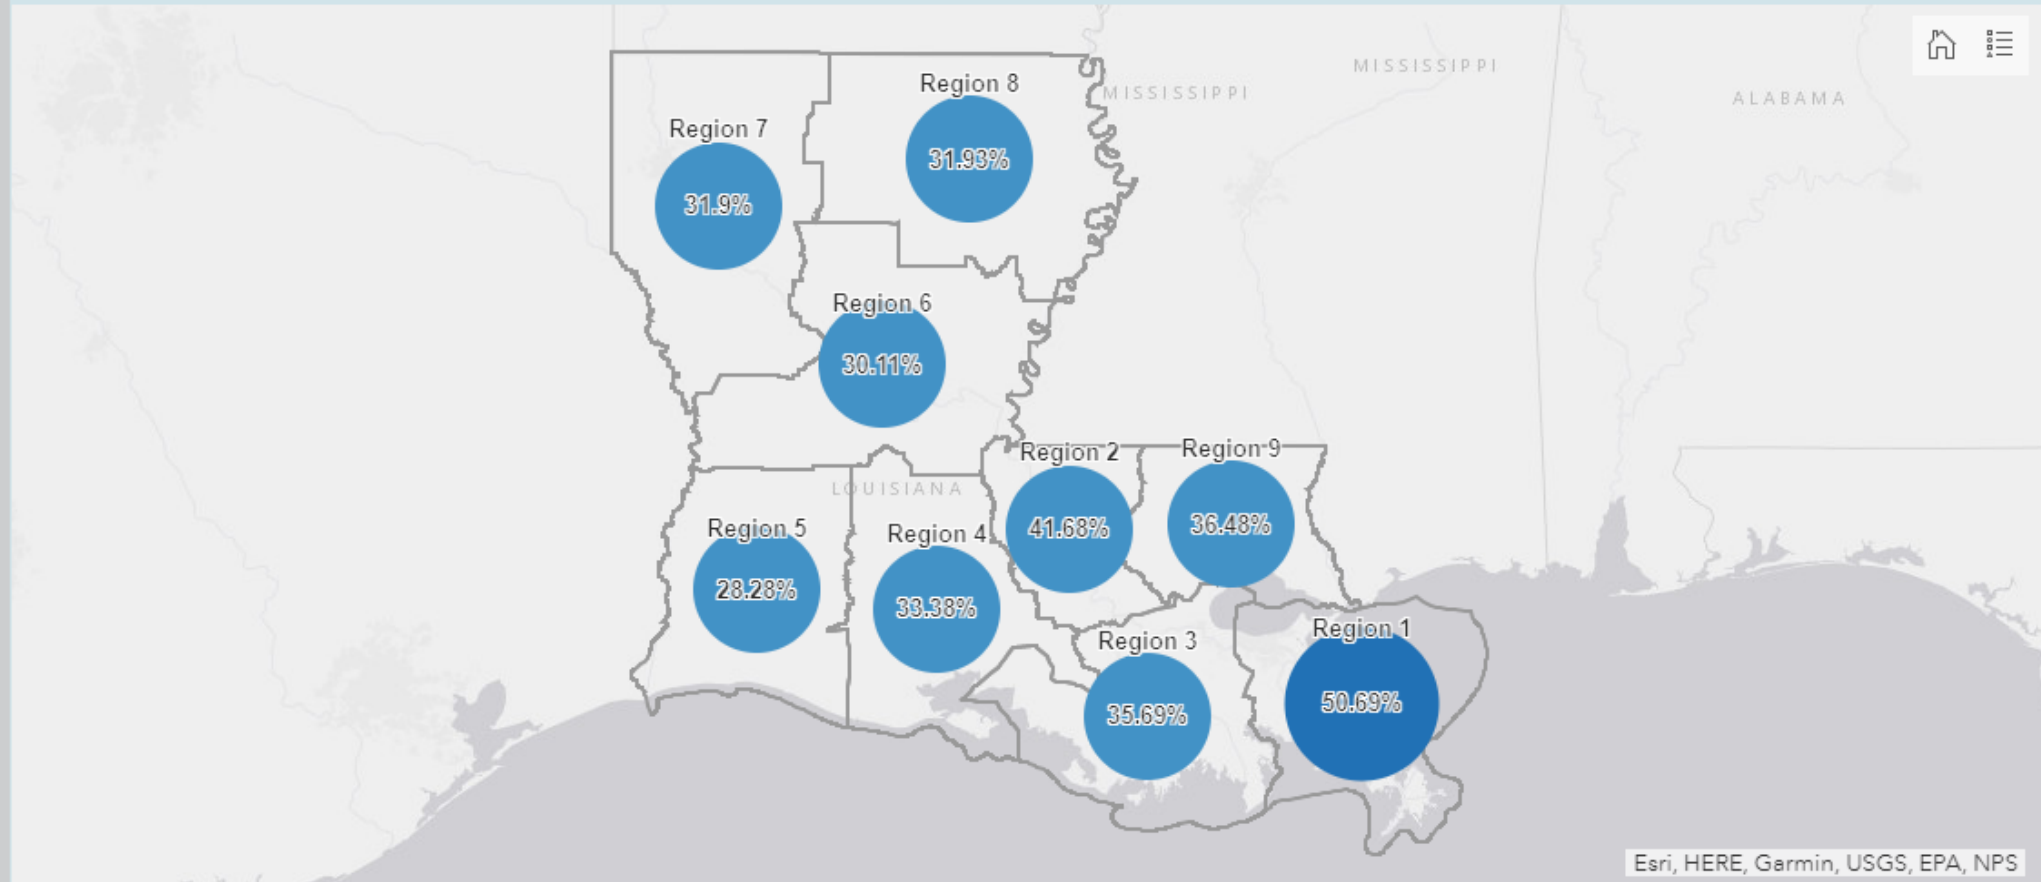 MISSISSIPPI
MISSISSIPPI
ALABAMA
Region 8
31.93%
Region 7
31.9%
Region 6
30.11%
Region 2
41.68%
Region 9
36.48%
LOUISIANA
Region 5
28.28%
Region 4
33.38%
Region 3
35.69%
Region 1
50.69%
Esri, HERE, Garmin, USGS, EPA, NPS